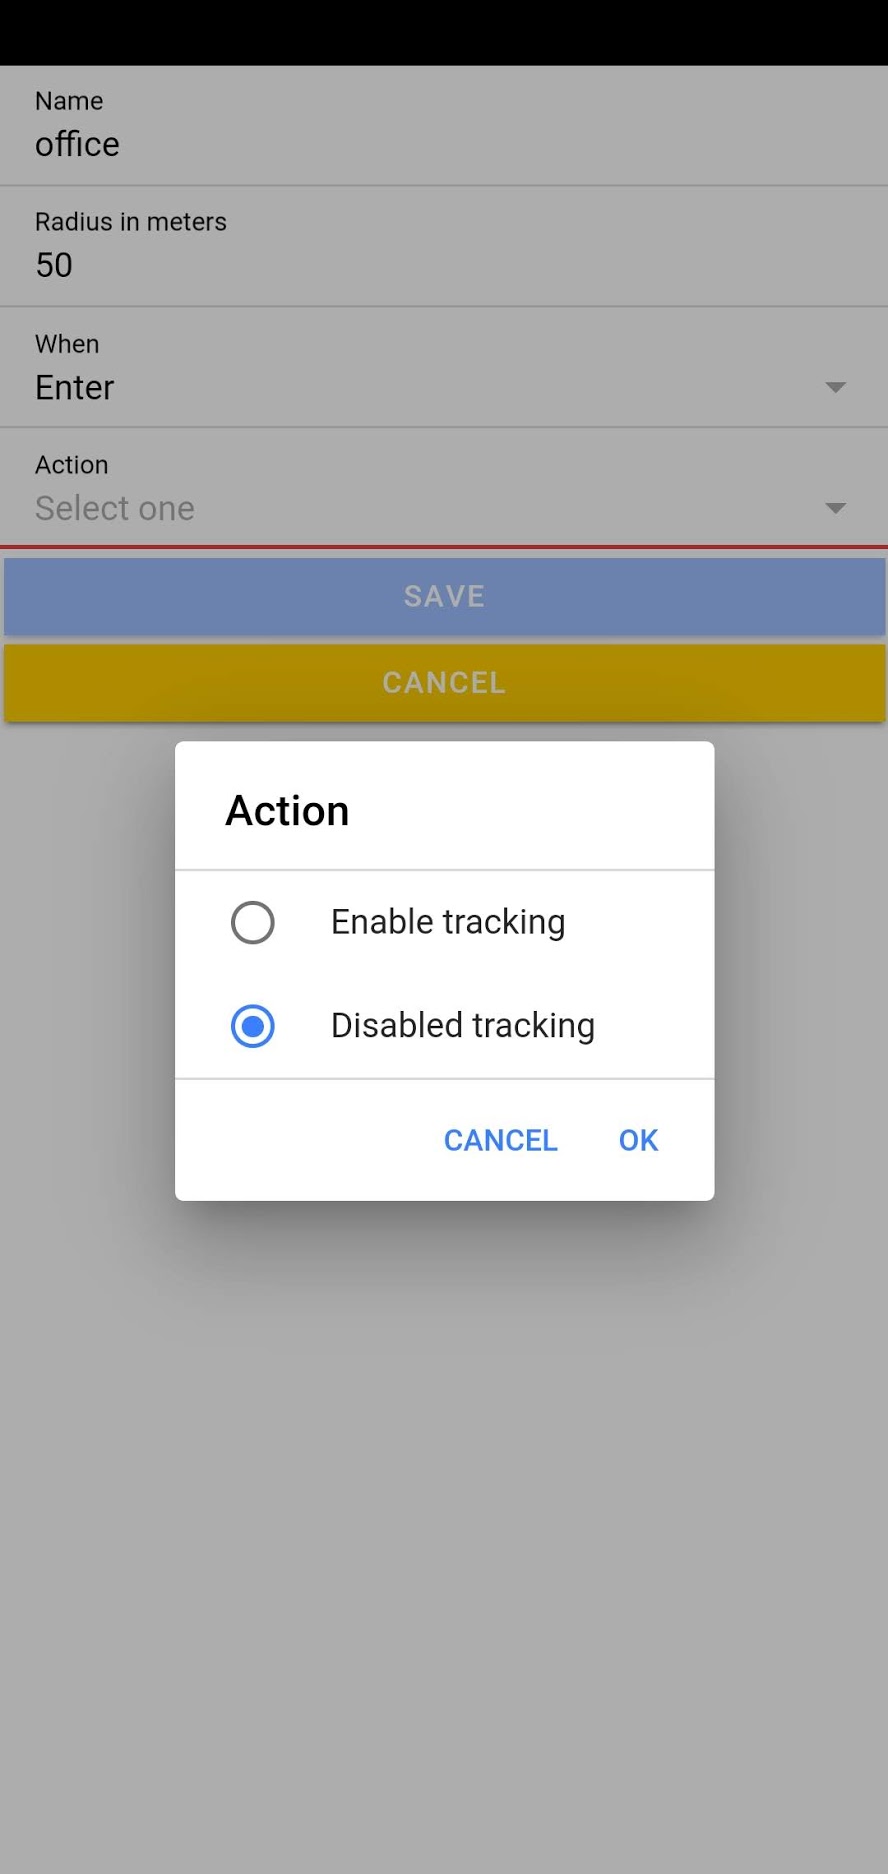 Name
office
Radius in meters
50
When
Enter
Action
Select one
SAVE
CANCEL
Action
Enable tracking
Disabled tracking
CANCEL OK